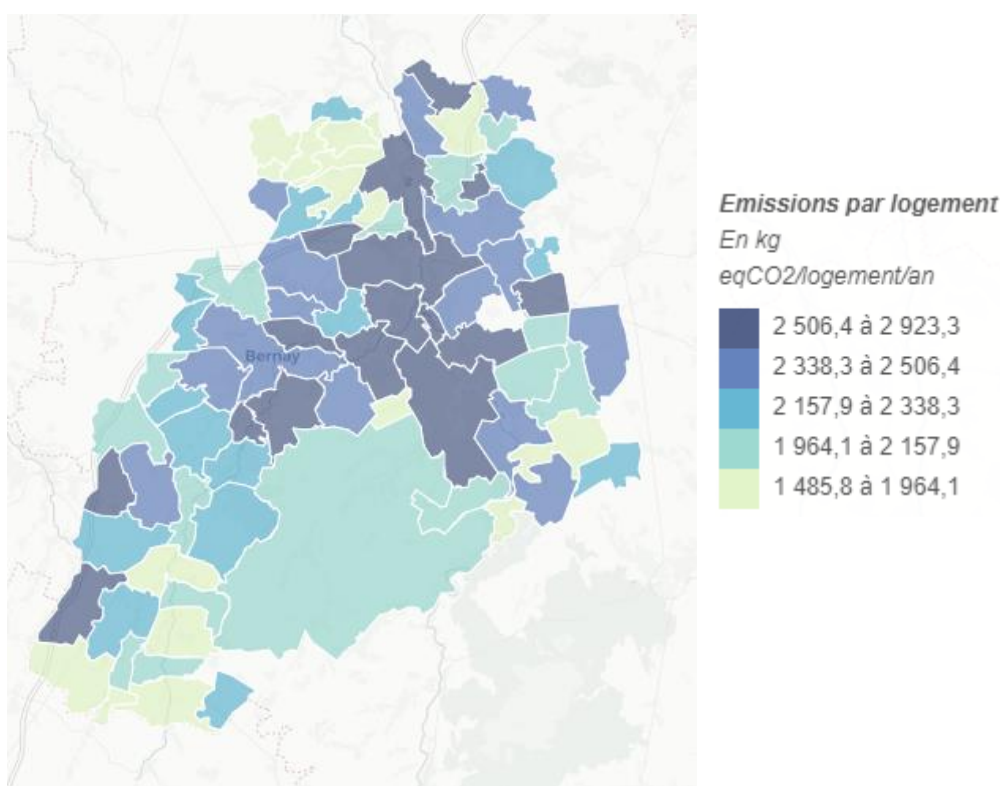 Bernay
Emissions par logement
En kg
eqCO2/logement/an
2 506,4 à 2 923,3
2 338,3 à 2 506,4
2 157,9 à 2 338,3
1 964,1 à 2 157,9
1 485,8 à 1 964,1